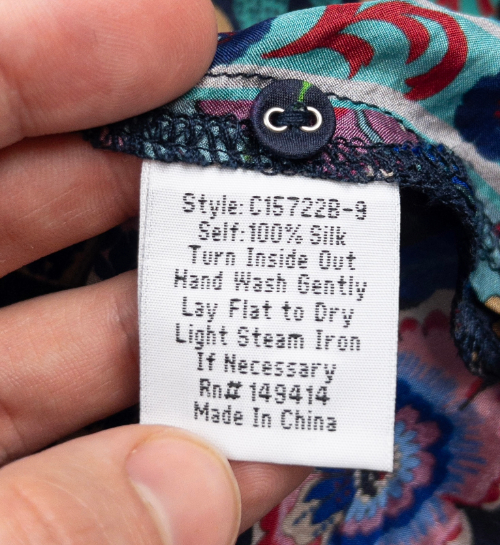 Style: C15722B-9
Self: 100% Silk
Turn Inside Out
Hand Wash Gently
Lay Flat to Dry
Light Steam Iron
If Necessary
Rn# 149414
Made In China